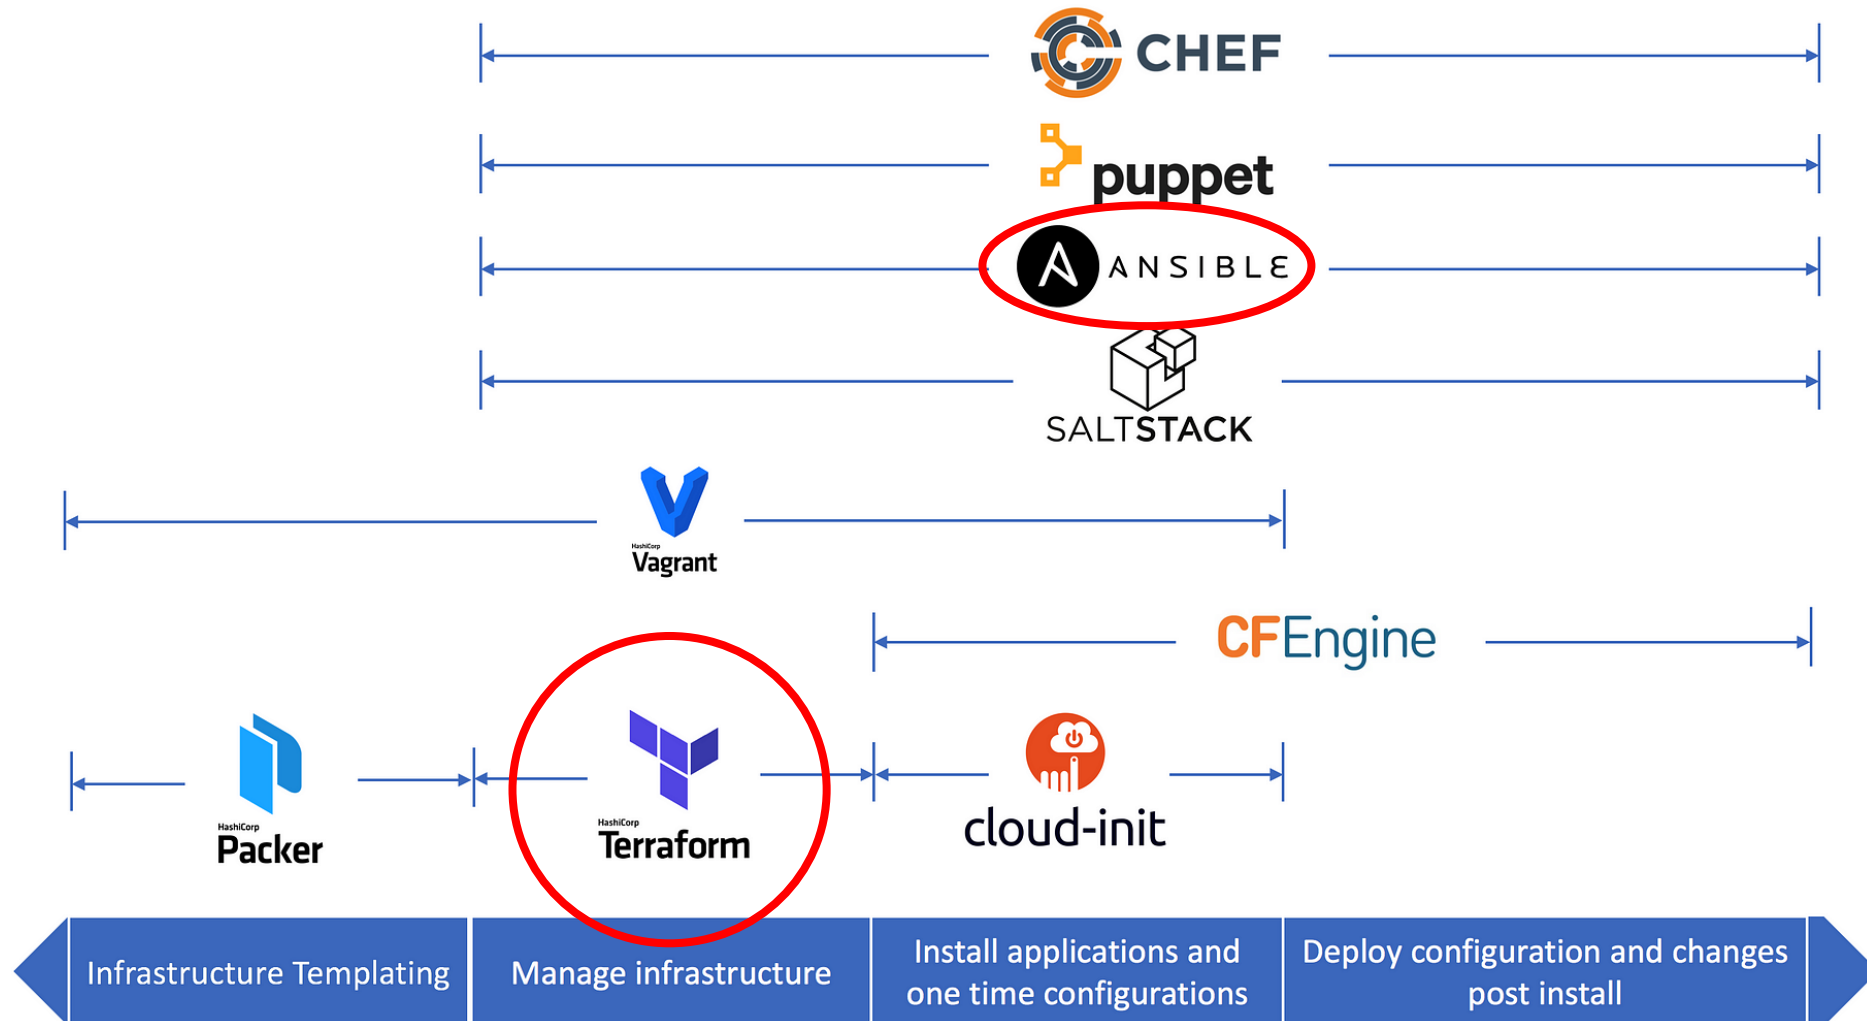 CHEF
puppet
ANSIBLE
SALTSTACK
HashiCorp
Vagrant
CFEngine
HashiCorp
Packer
HashiCorp
Terraform
cloud-init
Infrastructure Templating
Manage infrastructure
Install applications and
one time configurations
Deploy configuration and changes
post install